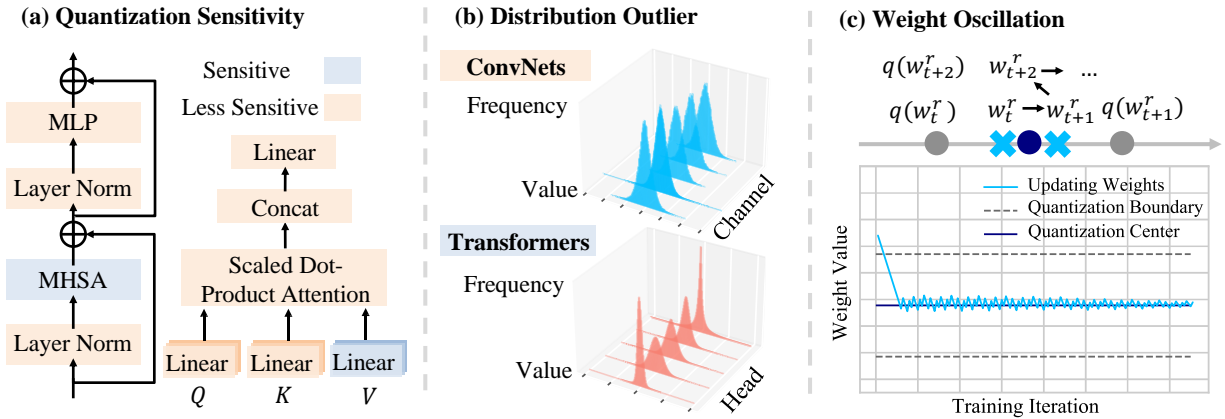 (a) Quantization Sensitivity
Sensitive
Less Sensitive
MLP
Layer Norm
MHSA
Layer Norm
Linear
Concat
Scaled Dot-
Product Attention
Linear
Linear
Linear
Q
K
V
(b) Distribution Outlier
ConvNets
Frequency
Value
Channel
Transformers
Frequency
Value
Head
(c) Weight Oscillation
q(w^r_{t+2}) w^r_{t+2} ...
q(w^r_t) w^r_t w^r_{t+1} q(w^r_{t+1})
Updating Weights
Quantization Boundary
Quantization Center
Weight Value
Training Iteration